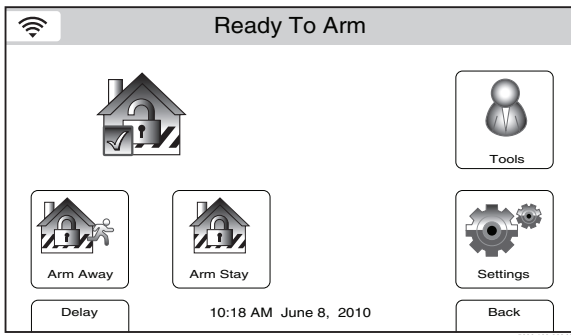 Ready To Arm
Tools
Arm Away
Arm Stay
Settings
Delay
10:18 AM June 8, 2010
Back